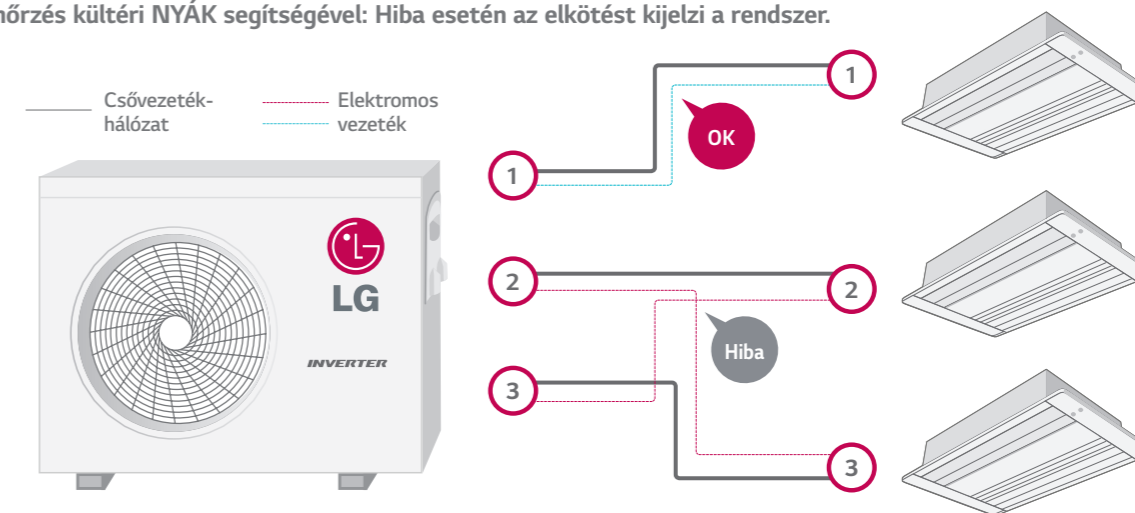 kültéri NYÁK segítségével: Hiba esetén az elkötést kijelzi a rendszer.
Csővezeték-
hálózat
Elektromos
vezeték
1
OK
1
LG
LG
INVERTER
2
2
Hiba
3
3